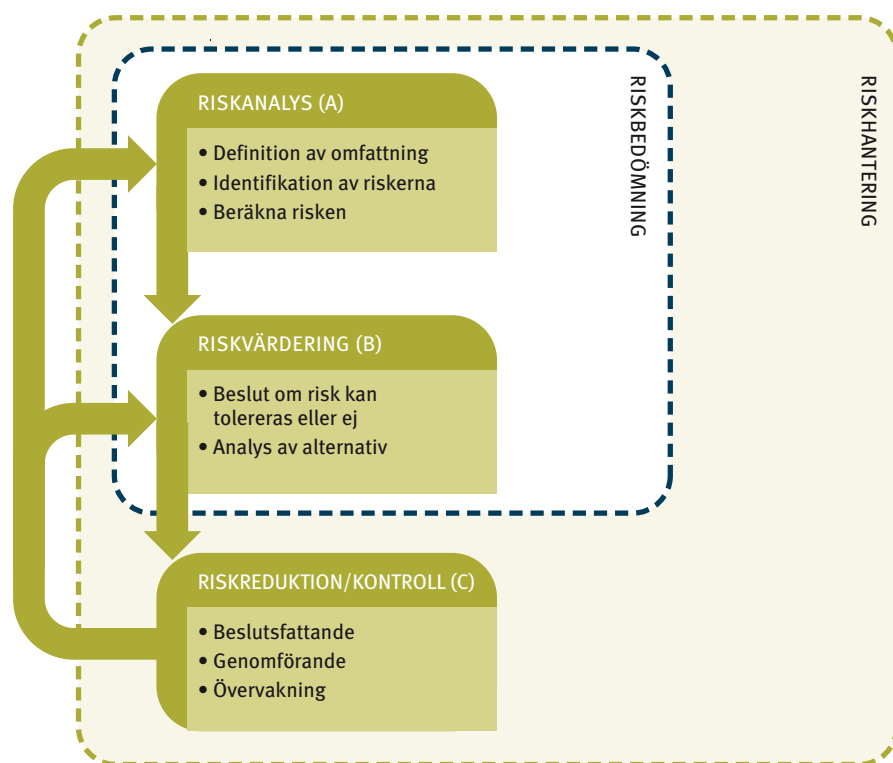 RISKANALYS (A)
• Definition av omfattning
• Identifikation av riskerna
• Beräkna risken
RISKVÄRDERING (B)
• Beslut om risk kan
tolereras eller ej
• Analys av alternativ
RISKREDUKTION/KONTROLL (C)
• Beslutsfattande
• Genomförande
• Övervakning
RISKBEDÖMNING
RISKHANTERING